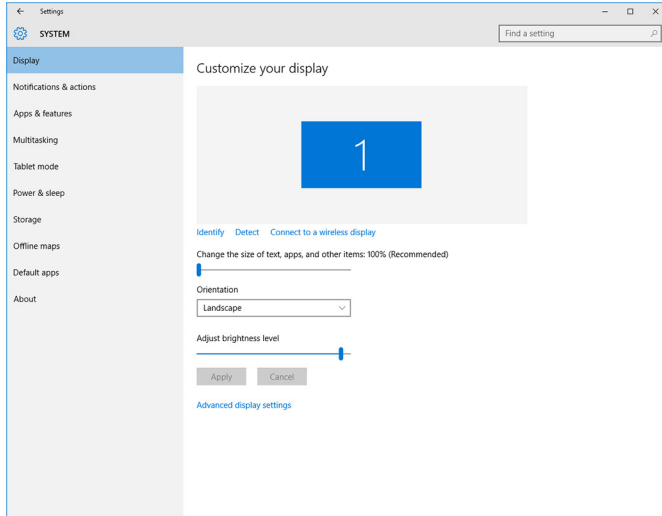 Settings
SYSTEM
Find a setting
Display
Notifications & actions
Apps & features
Multitasking
Tablet mode
Power & sleep
Storage
Offline maps
Default apps
About
Customize your display
1
Identify Detect Connect to a wireless display
Change the size of text, apps, and other items: 100% (Recommended)
Orientation
Landscape
Adjust brightness level
Apply Cancel
Advanced display settings